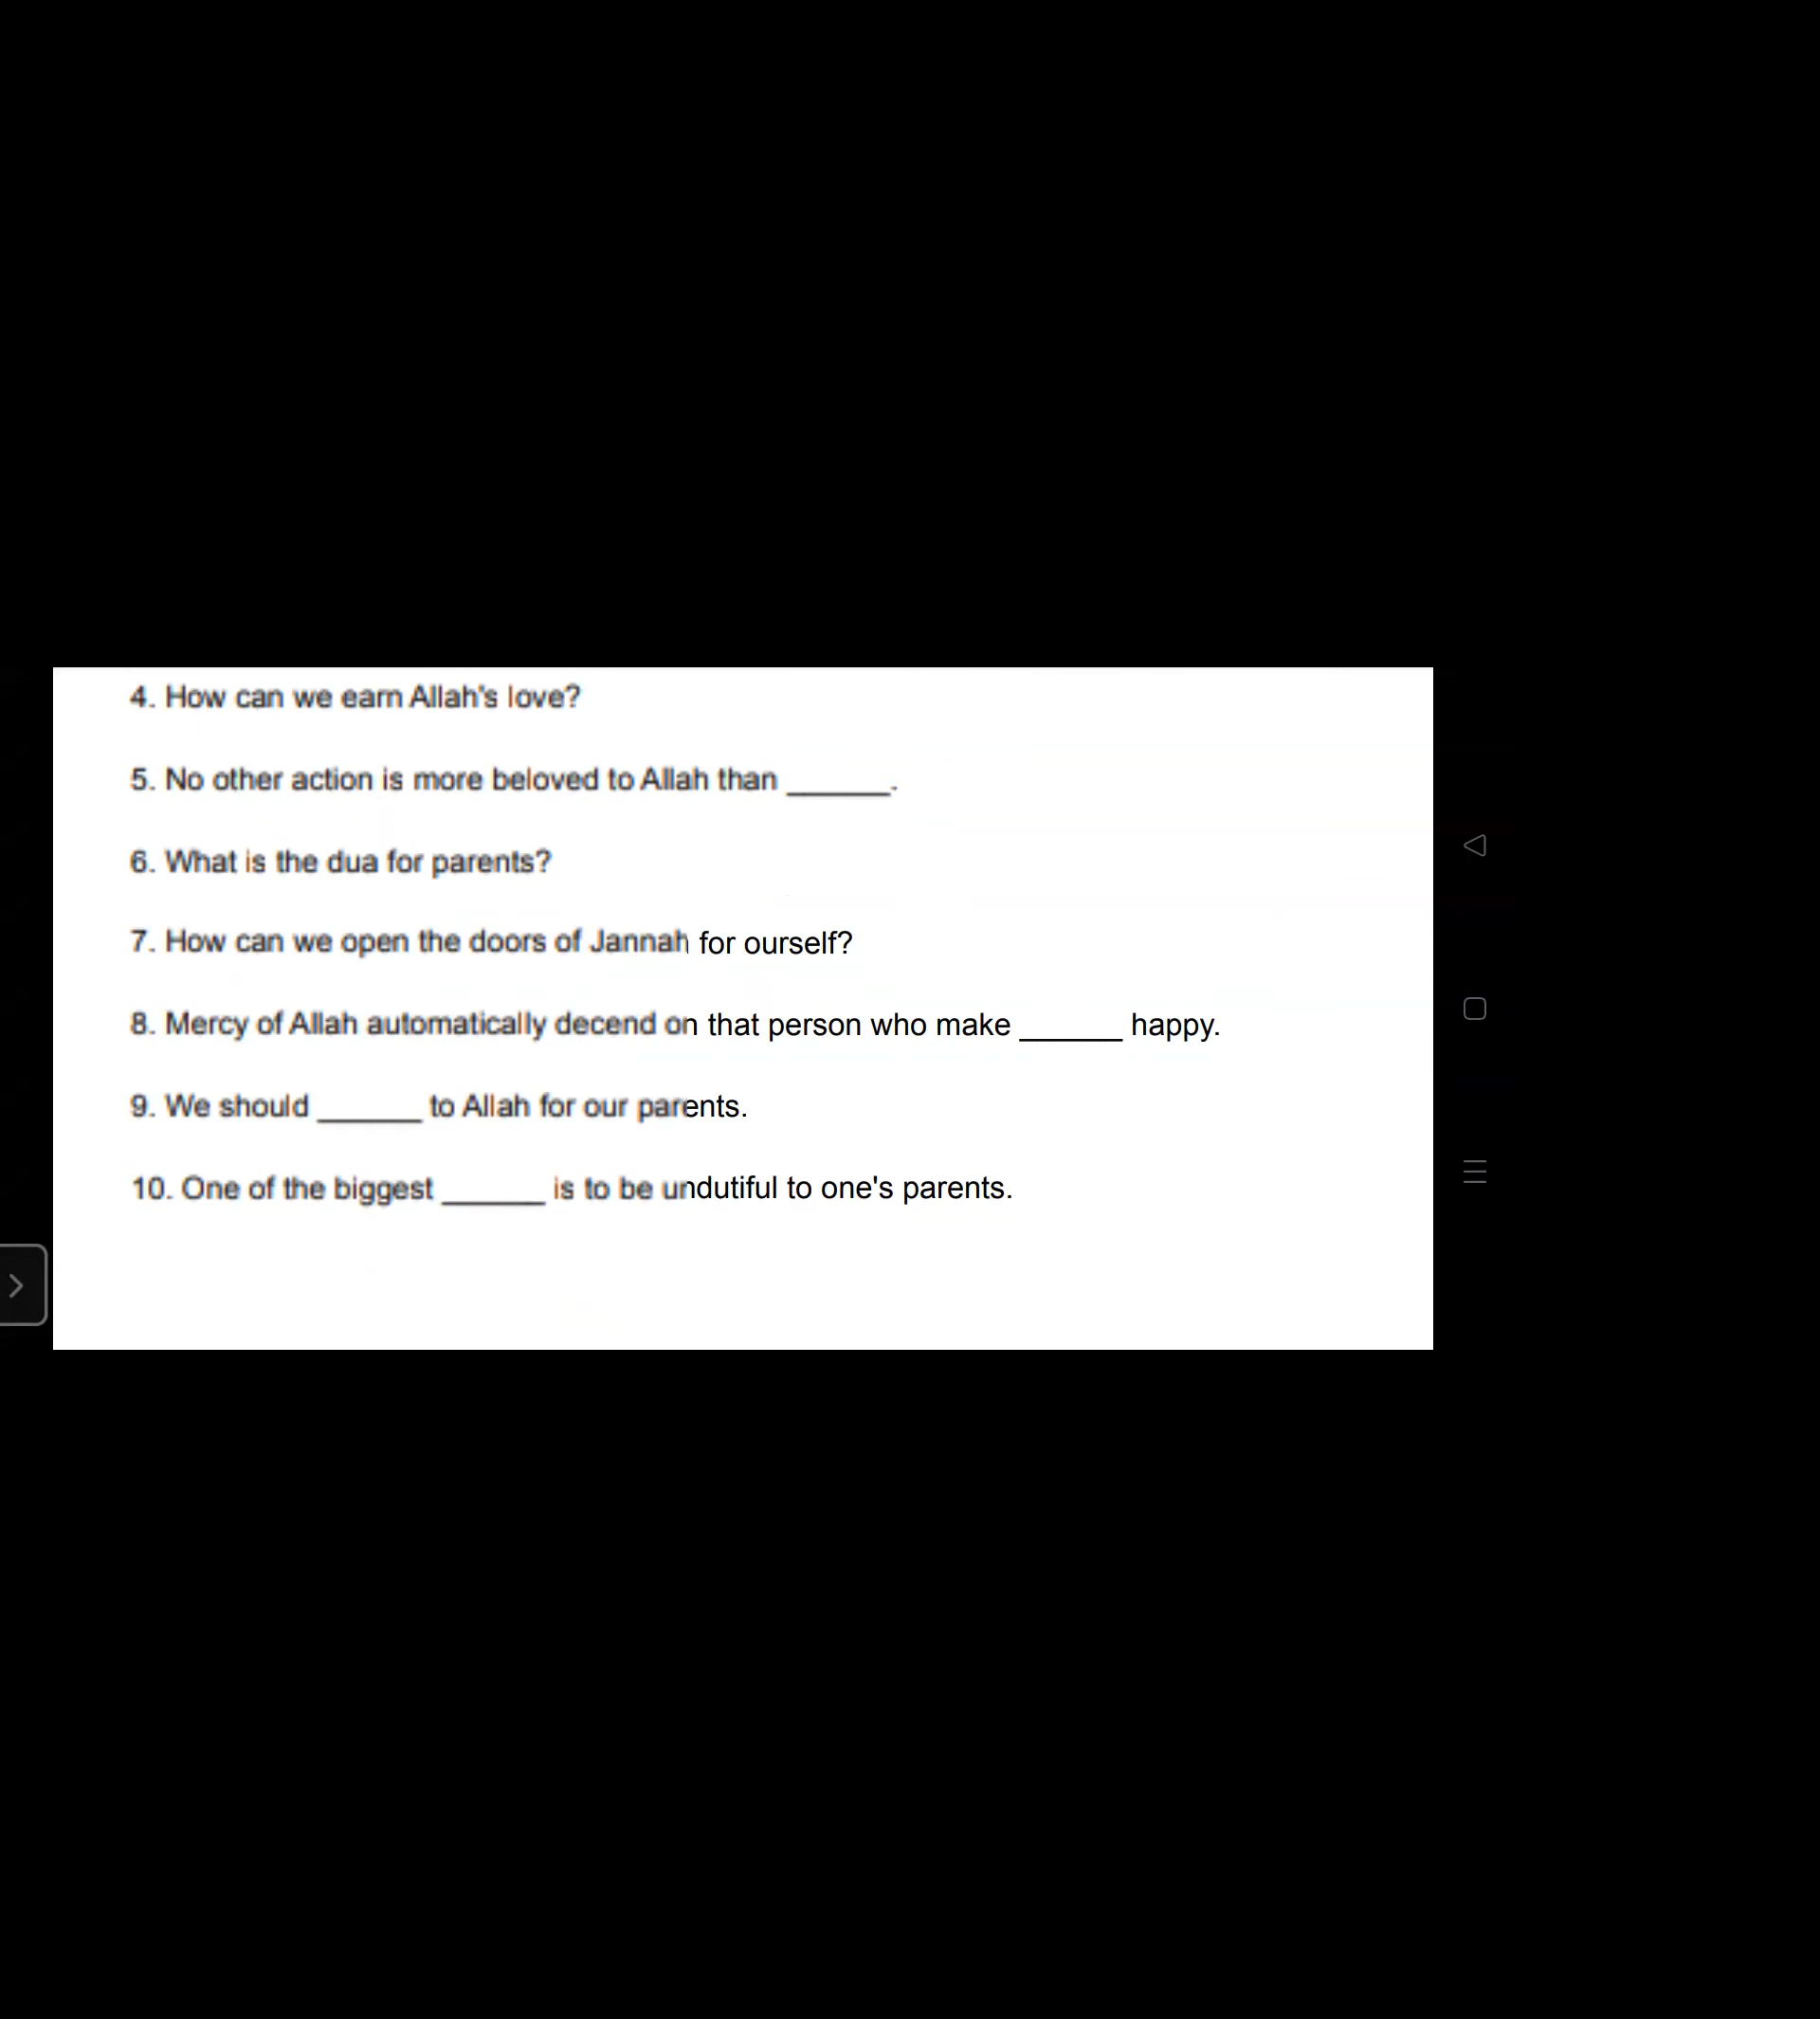 4. How can we earn Allah's love?
5. No other action is more beloved to Allah than ______.
6. What is the dua for parents?
7. How can we open the doors of Jannah for ourself?
8. Mercy of Allah automatically decend on that person who make ______ happy.
9. We should ______ to Allah for our parents.
10. One of the biggest ______ is to be undutiful to one's parents.